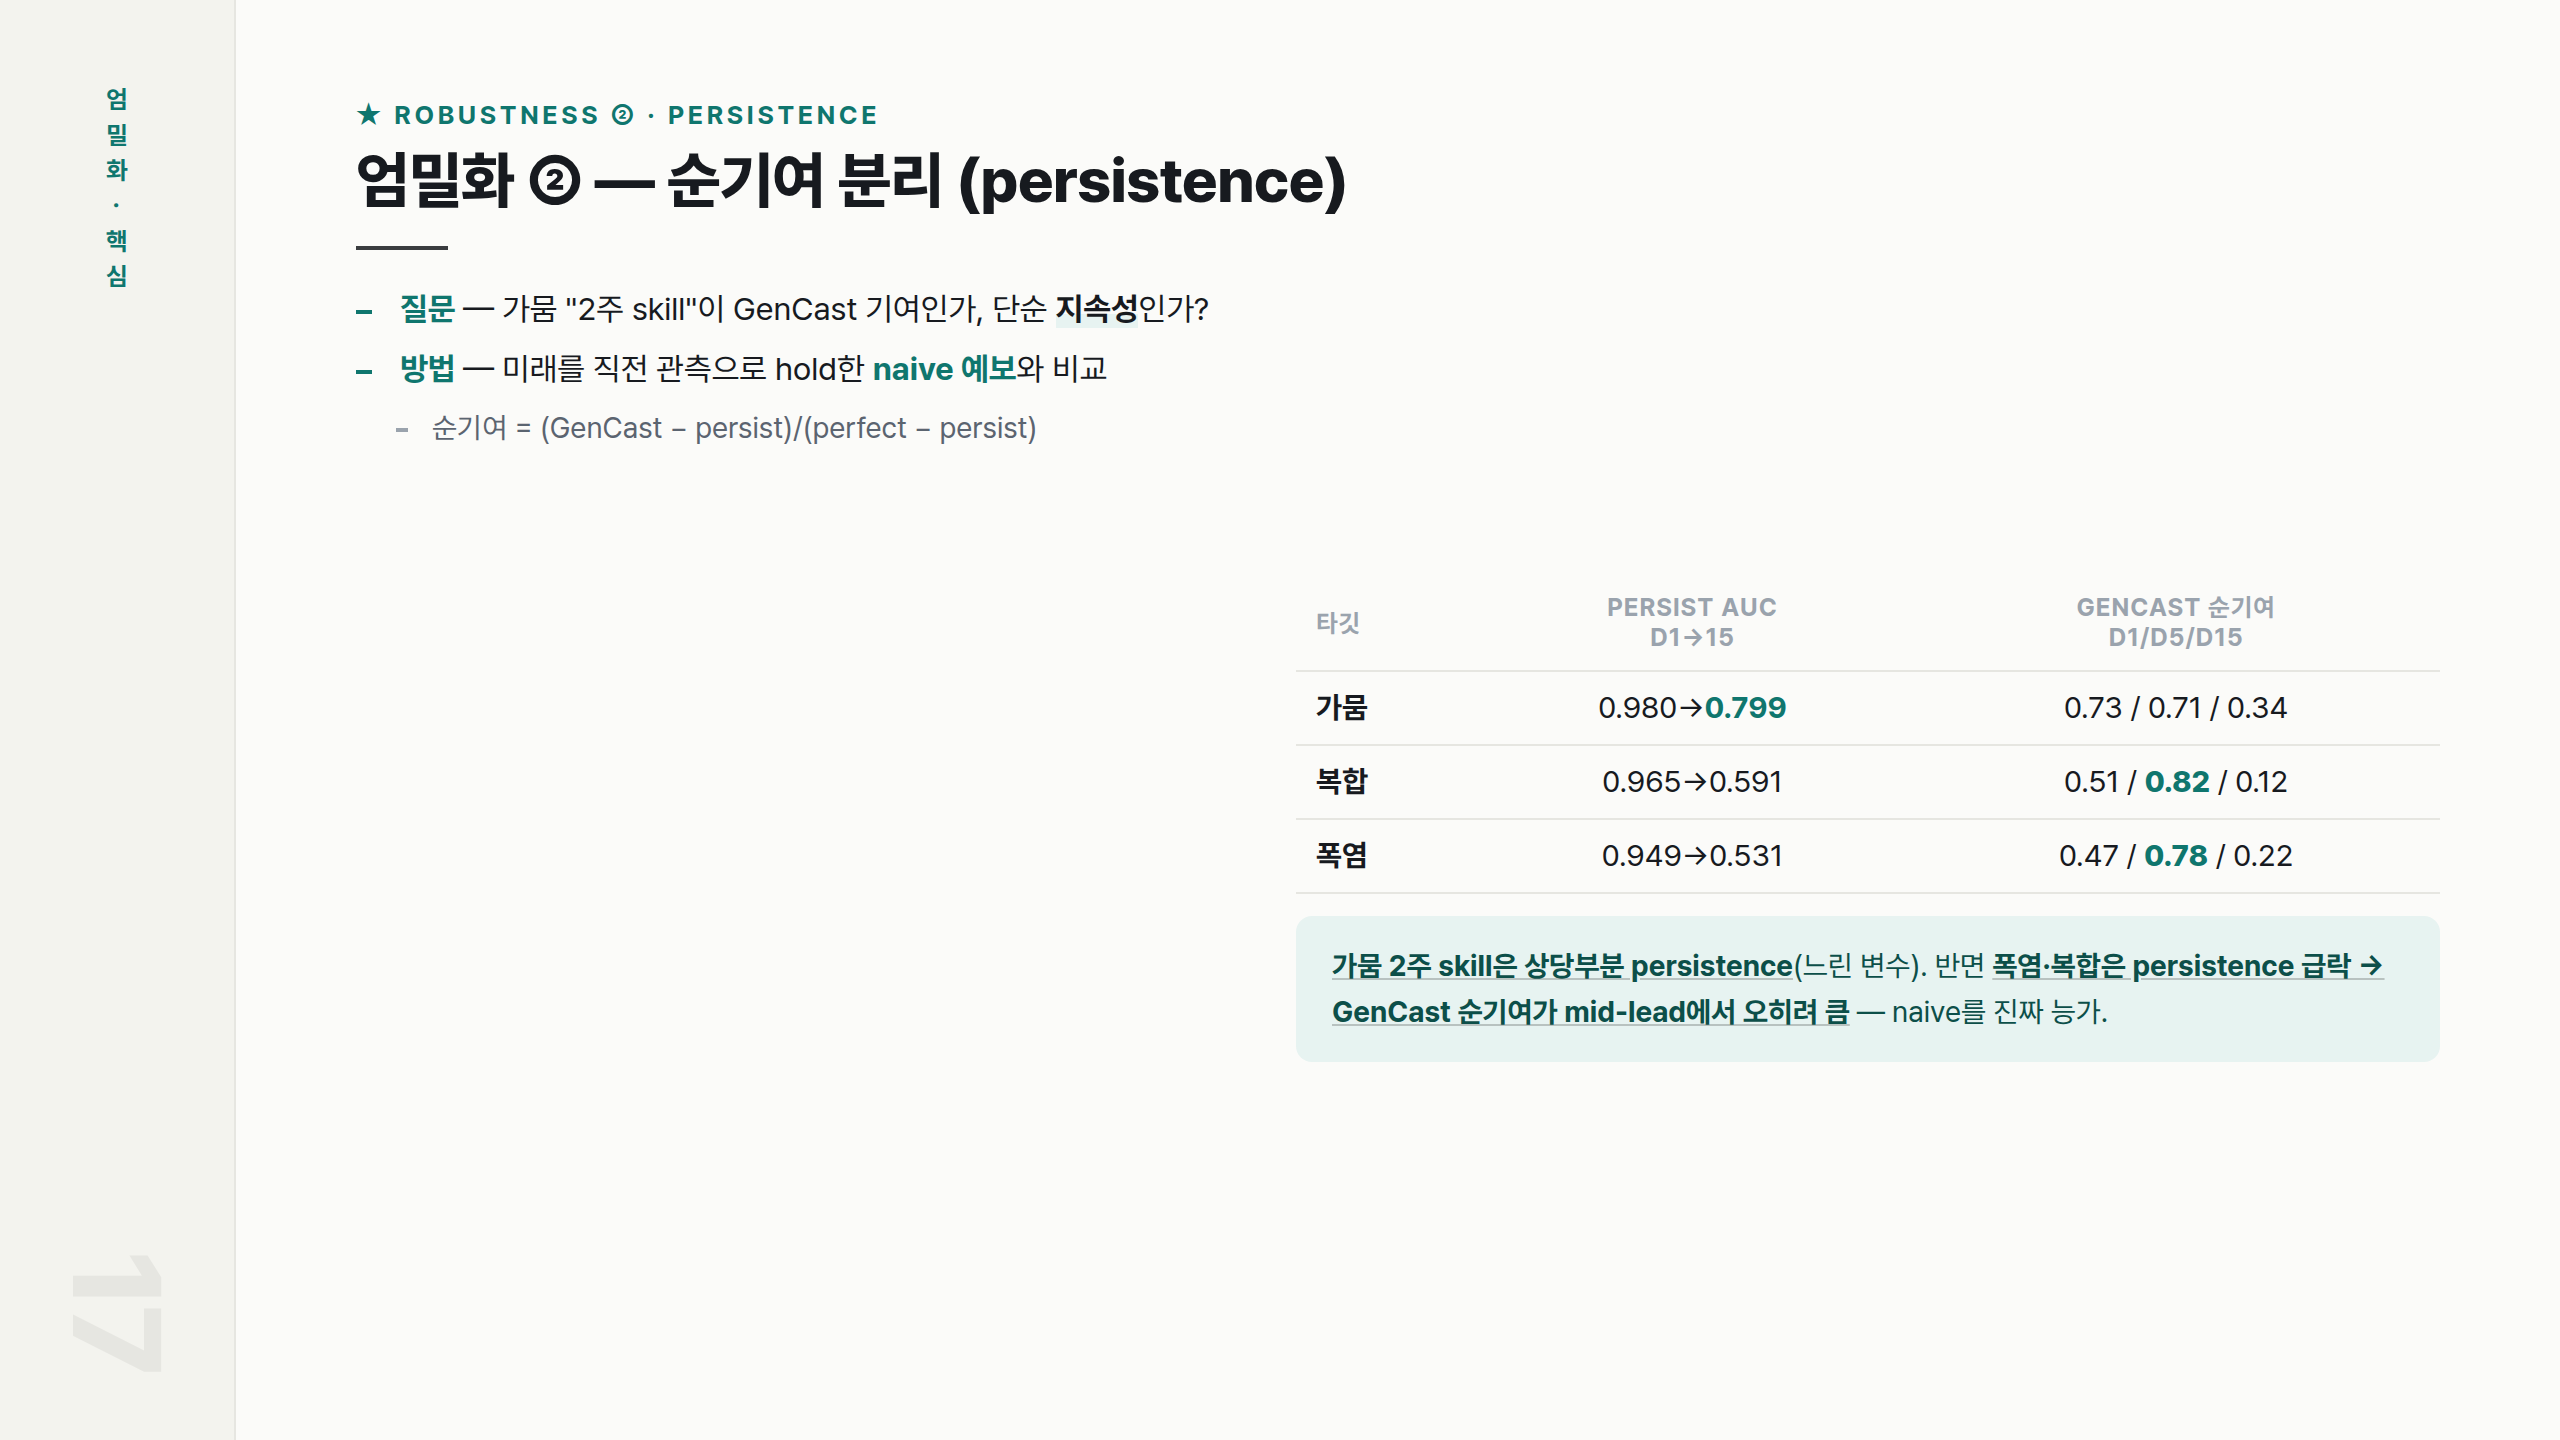 엄밀화·핵심
★ ROBUSTNESS ② · PERSISTENCE
엄밀화 ② — 순기여 분리 (persistence)
– 질문 — 가뭄 "2주 skill"이 GenCast 기여인가, 단순 지속성인가?
– 방법 — 미래를 직전 관측으로 hold한 naive 예보와 비교
– 순기여 = (GenCast − persist)/(perfect − persist)
타깃 PERSIST AUC D1→15 GENCAST 순기여 D1/D5/D15
가뭄 0.980→0.799 0.73 / 0.71 / 0.34
복합 0.965→0.591 0.51 / 0.82 / 0.12
폭염 0.949→0.531 0.47 / 0.78 / 0.22
가뭄 2주 skill은 상당부분 persistence(느린 변수). 반면 폭염·복합은 persistence 급락 →
GenCast 순기여가 mid-lead에서 오히려 큼 — naive를 진짜 능가.
17